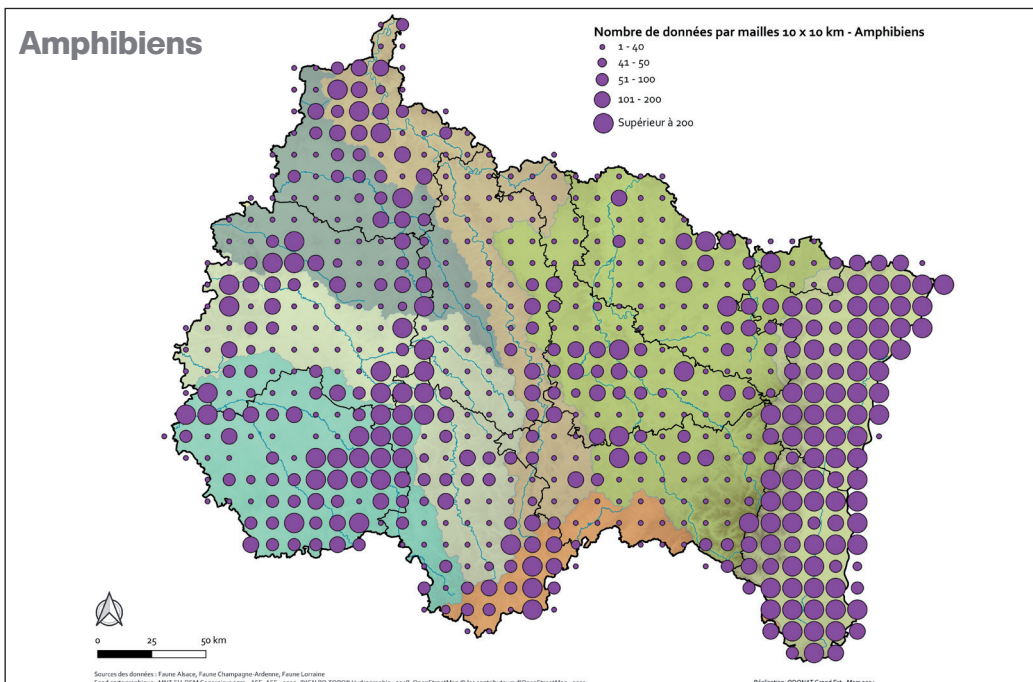 Amphibiens
Nombre de données par mailles 10 x 10 km - Amphibiens
1 - 40
41 - 50
51 - 100
101 - 200
Supérieur à 200
0 25 50 km
Sources des données : Faune Alsace, Faune Champagne-Ardenne, Faune Lorraine